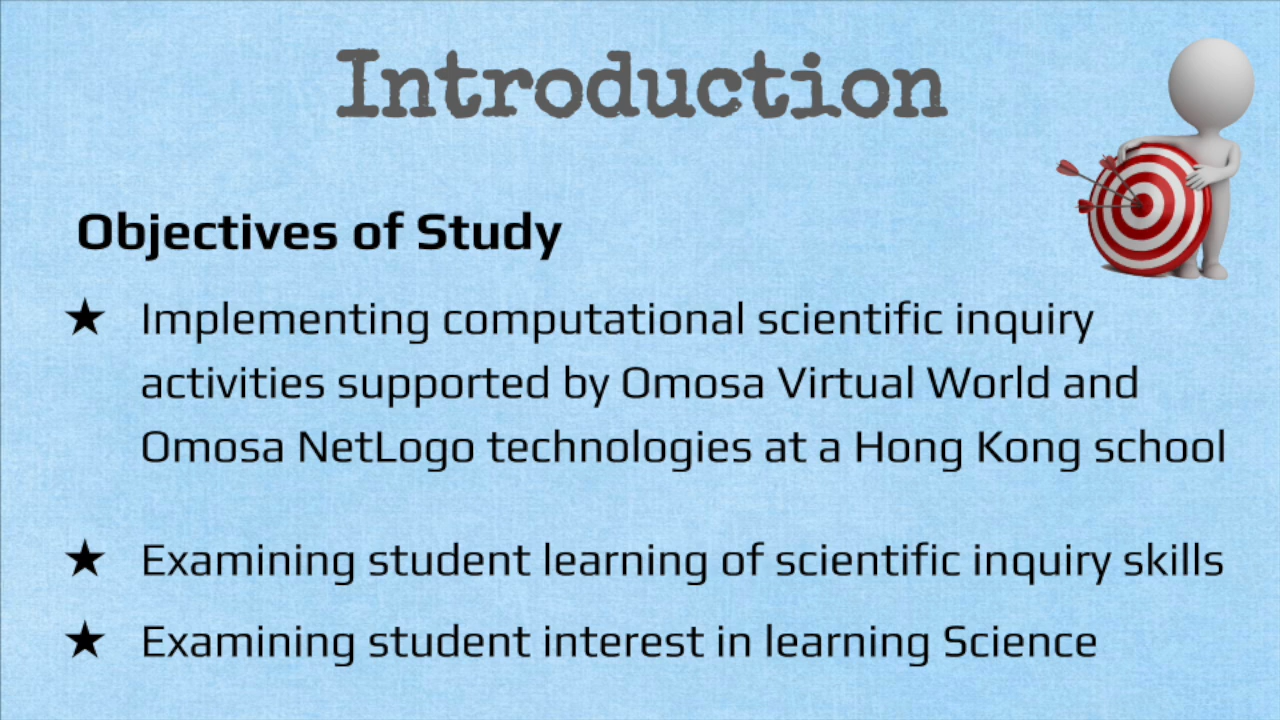 Introduction
Objectives of Study
★ Implementing computational scientific inquiry
activities supported by Omosa Virtual World and
Omosa NetLogo technologies at a Hong Kong school
★ Examining student learning of scientific inquiry skills
★ Examining student interest in learning Science